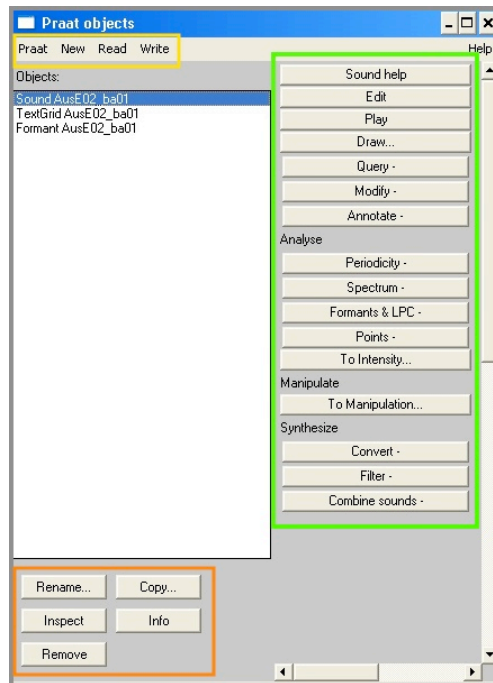 Praat objects
Praat New Read Write Help
Objects:
Sound AusE02_ba01
TextGrid AusE02_ba01
Formant AusE02_ba01
Sound help
Edit
Play
Draw...
Query -
Modify -
Annotate -
Analyse
Periodicity -
Spectrum -
Formants & LPC -
Points -
To Intensity...
Manipulate
To Manipulation...
Synthesize
Convert -
Filter -
Combine sounds -
Rename... Copy...
Inspect Info
Remove